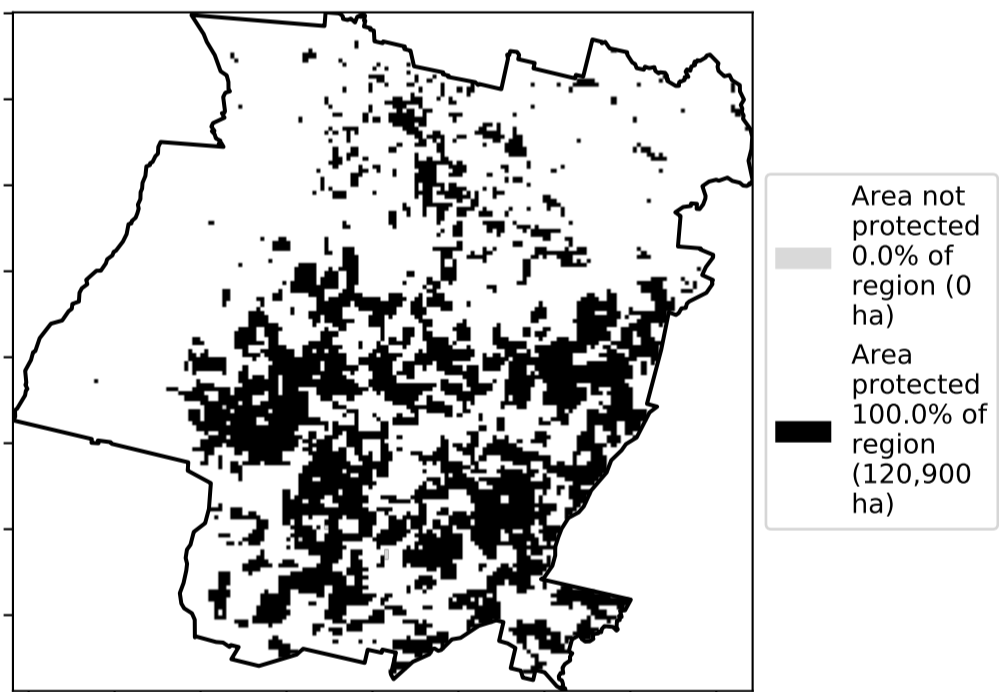 Area not
protected
0.0% of
region (0
ha)
Area
protected
100.0% of
region
(120,900
ha)